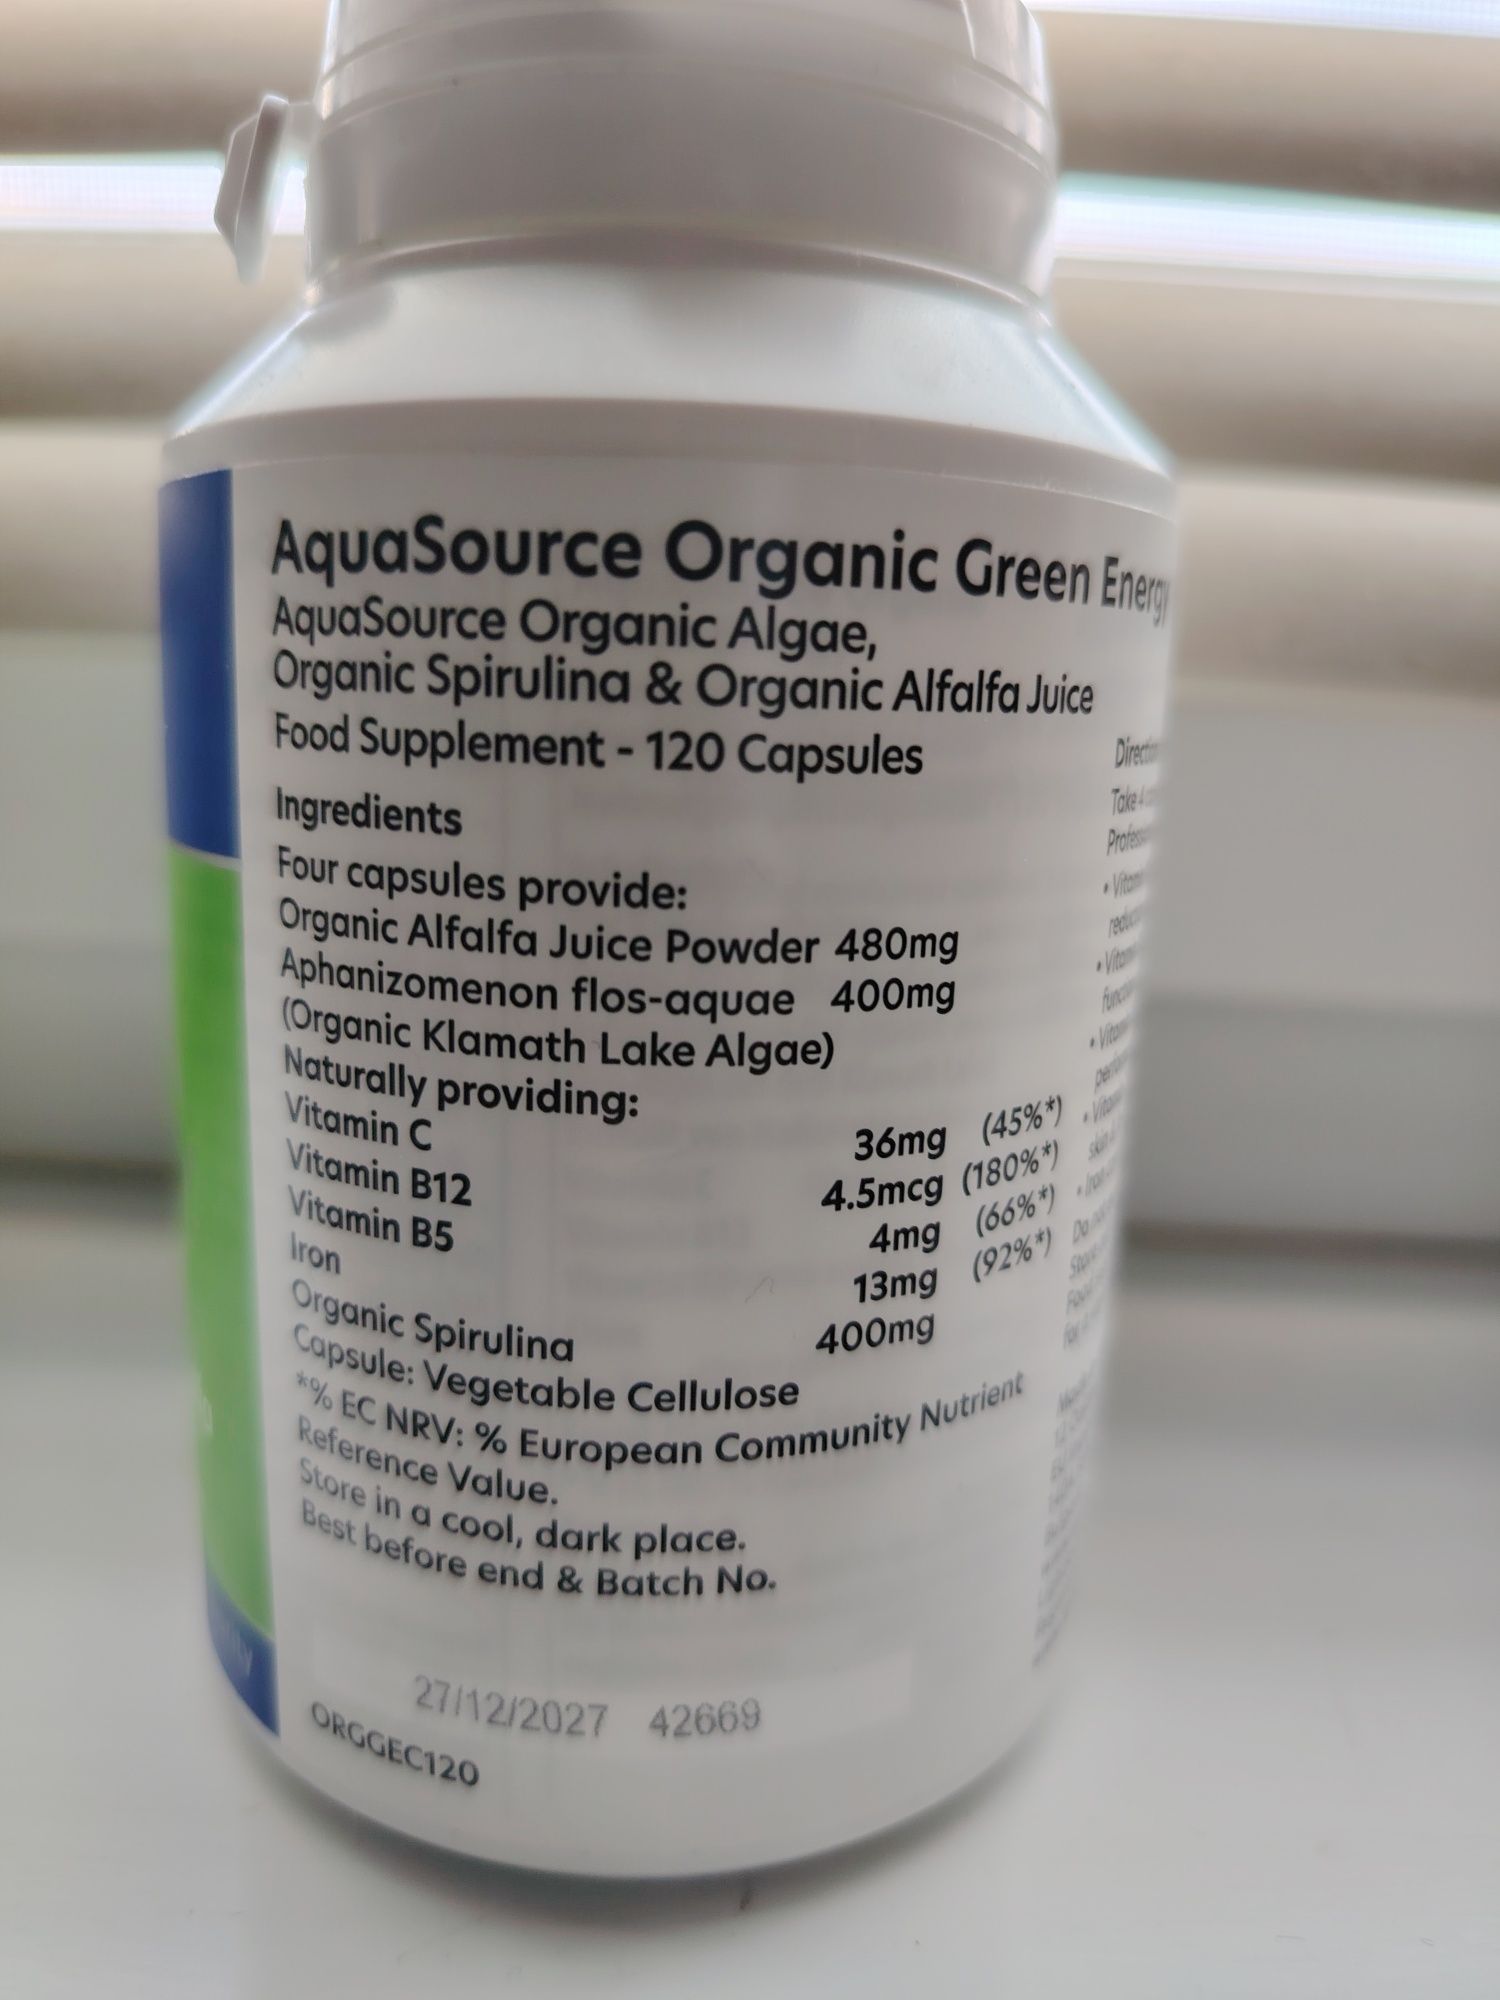 AquaSource Organic Green Energy
AquaSource Organic Algae,
Organic Spirulina & Organic Alfalfa Juice
Food Supplement - 120 Capsules
Ingredients
Four capsules provide:
Organic Alfalfa Juice Powder 480mg
Aphanizomenon flos-aquae 400mg
(Organic Klamath Lake Algae)
Naturally providing:
Vitamin C 36mg (45%*)
Vitamin B12 4.5mcg (180%*)
Vitamin B5 4mg (66%*)
Iron 13mg (92%*)
Organic Spirulina 400mg
Capsule: Vegetable Cellulose
*% EC NRV: % European Community Nutrient
Reference Value.
Store in a cool, dark place.
Best before end & Batch No.
27/12/2027 42669
ORGGEC120
Take 4